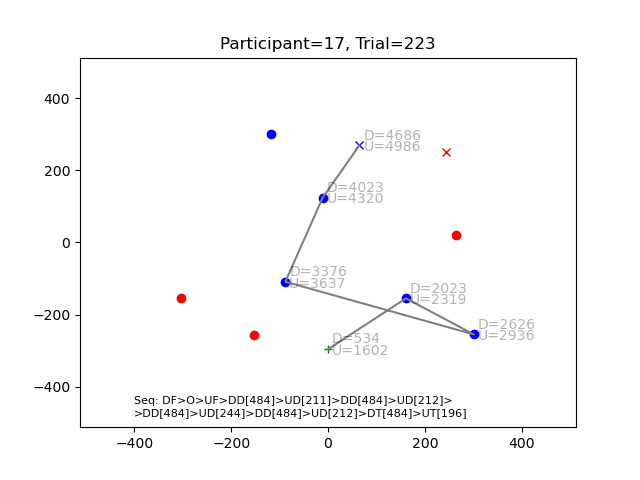 Participant=17, Trial=223
400
200
0
−200
−400
−400
−200
0
200
400
D=4686
U=4986
D=4023
U=4320
D=3376
U=3637
D=2023
U=2319
D=2626
U=2936
D=534
U=1602
Seq: DF>O>UF>DD[484]>UD[211]>DD[484]>UD[212]>
>DD[484]>UD[244]>DD[484]>UD[212]>DT[484]>UT[196]